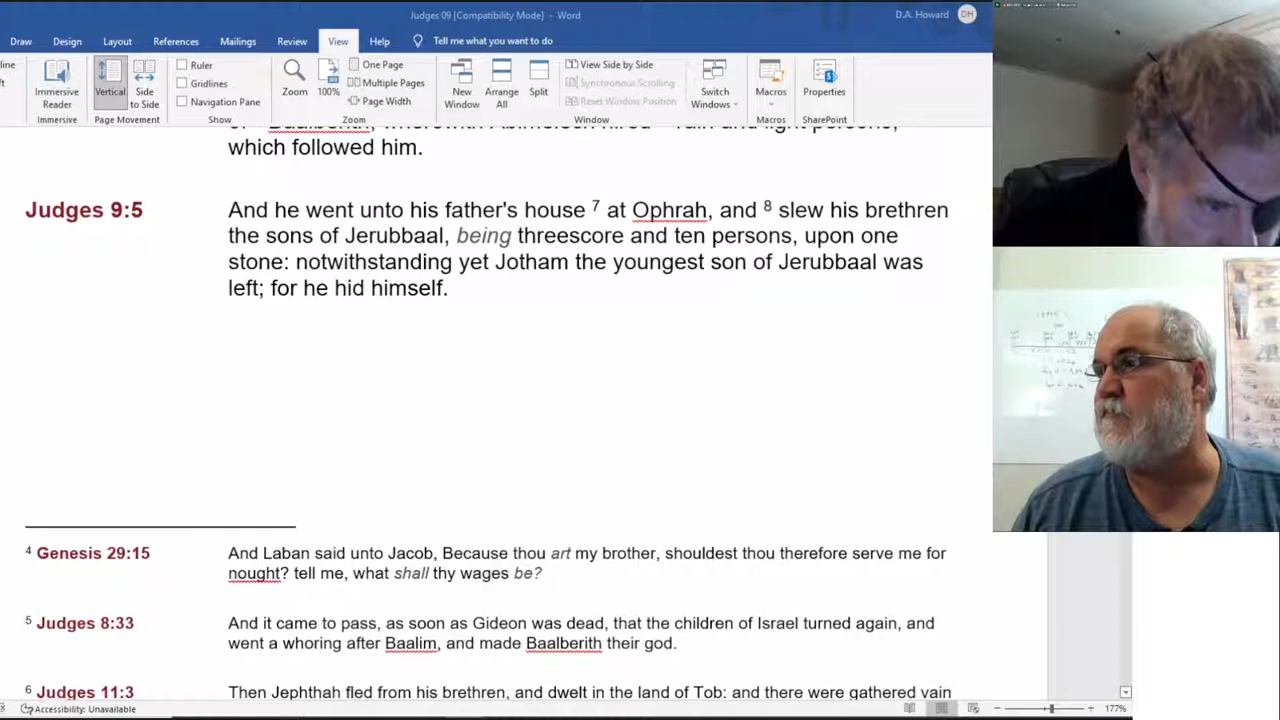 Judges 09 [Compatibility Mode] - Word
D.A. Howard
DH
Draw Design Layout References Mailings Review View Help Tell me what you want to do
Immersive Reader
Immersive
Vertical
Side to Side
Page Movement
Ruler
Gridlines
Navigation Pane
Show
Zoom
100%
One Page
Multiple Pages
Page Width
Zoom
New Window
Arrange All
Split
View Side by Side
Synchronous Scrolling
Reset Window Position
Window
Switch Windows
Macros
Macros
Properties
SharePoint
of Baalberith, wherewith Abimelech hired vain and light persons,
which followed him.
Judges 9:5 And he went unto his father's house 7 at Ophrah, and 8 slew his brethren
the sons of Jerubbaal, being threescore and ten persons, upon one
stone: notwithstanding yet Jotham the youngest son of Jerubbaal was
left; for he hid himself.
4 Genesis 29:15 And Laban said unto Jacob, Because thou art my brother, shouldest thou therefore serve me for
nought? tell me, what shall thy wages be?
5 Judges 8:33 And it came to pass, as soon as Gideon was dead, that the children of Israel turned again, and
went a whoring after Baalim, and made Baalberith their god.
6 Judges 11:3 Then Jephthah fled from his brethren, and dwelt in the land of Tob: and there were gathered vain
Accessibility: Unavailable
177%